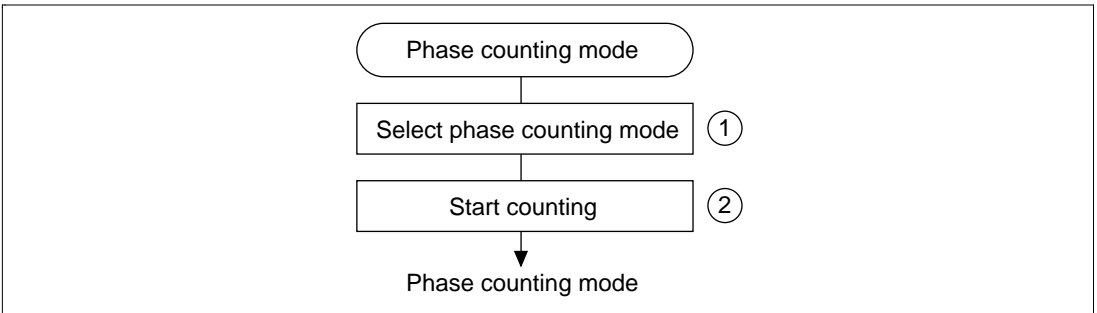 Phase counting mode
Select phase counting mode 1
Start counting 2
Phase counting mode